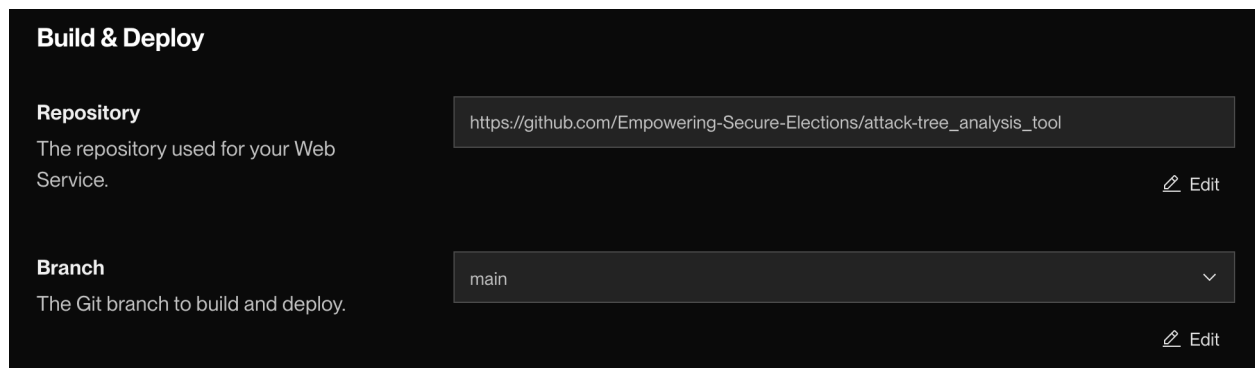 Build & Deploy
Repository
The repository used for your Web
Service.
https://github.com/Empowering-Secure-Elections/attack-tree_analysis_tool
Edit
Branch
The Git branch to build and deploy.
main
Edit